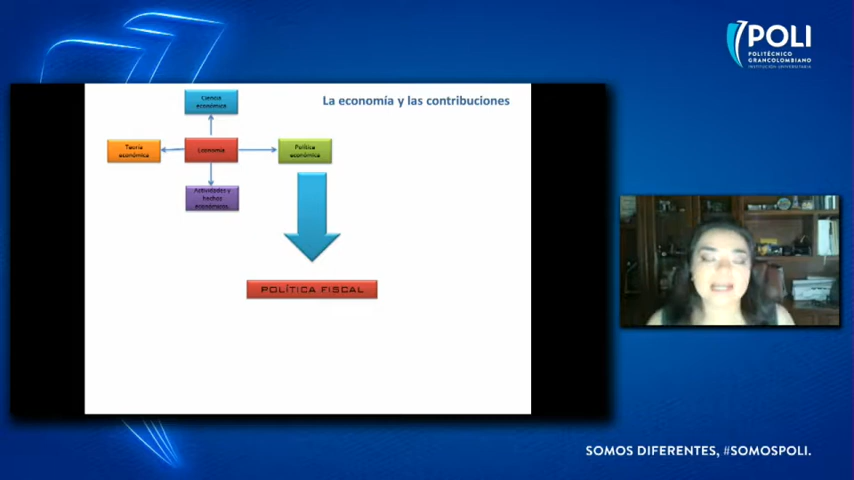 POLI
POLITÉCNICO
GRANCOLOMBIANO
INSTITUCIÓN UNIVERSITARIA
La economía y las contribuciones
Ciencia
económica
Teoría
económica
Economía
Política
económica
Actividades y
hechos
económicos
POLÍTICA FISCAL
SOMOS DIFERENTES, #SOMOSPOLI.